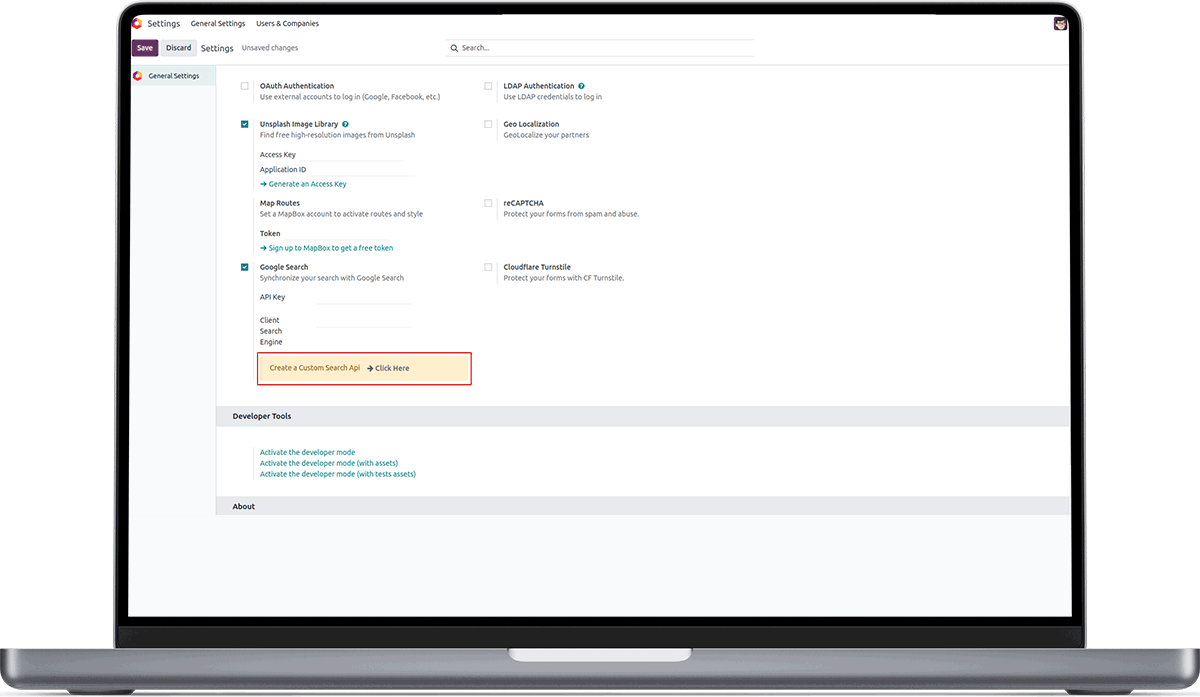 Settings General Settings Users & Companies
Save Discard Settings Unsaved changes Search...
General Settings
OAuth Authentication
Use external accounts to log in (Google, Facebook, etc.)
LDAP Authentication
Use LDAP credentials to log in
Unsplash Image Library
Find free high-resolution images from Unsplash
Geo Localization
GeoLocalize your partners
Access Key
Application ID
Generate an Access Key
Map Routes
Set a MapBox account to activate routes and style
reCAPTCHA
Protect your forms from spam and abuse.
Token
Sign up to MapBox to get a free token
Google Search
Synchronize your search with Google Search
Cloudflare Turnstile
Protect your forms with CF Turnstile.
API Key
Client
Search
Engine
Create a Custom Search Api Click Here
Developer Tools
Activate the developer mode
Activate the developer mode (with assets)
Activate the developer mode (with tests assets)
About